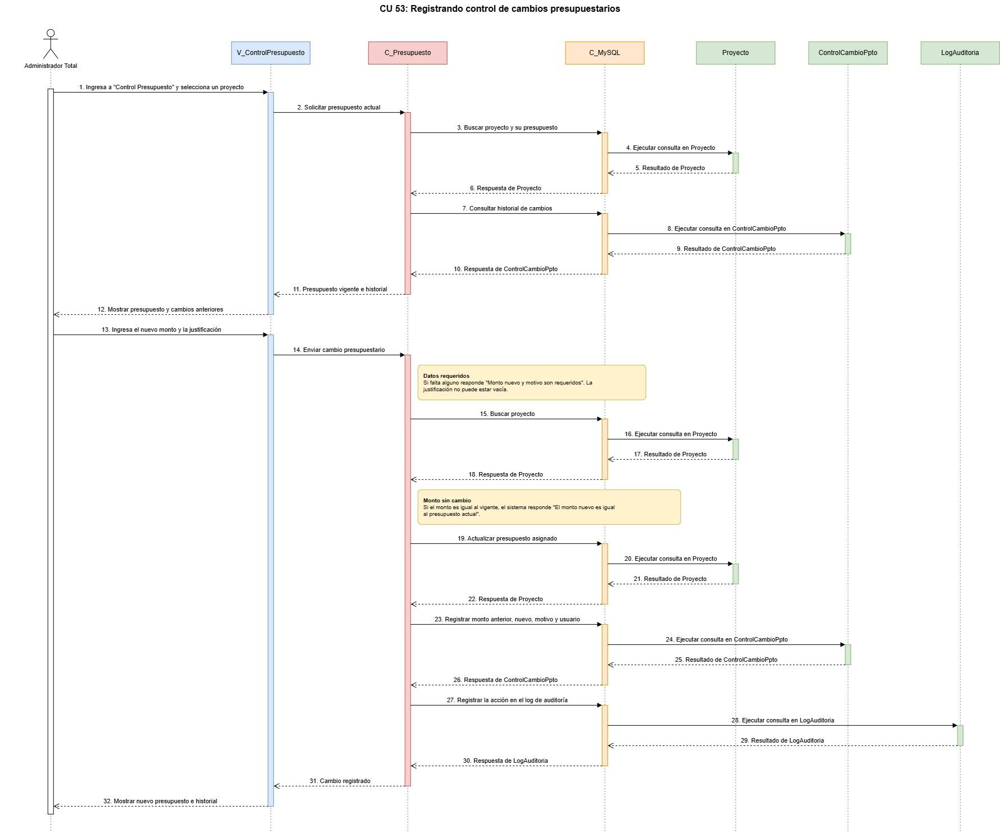 CU 53: Registrando control de cambios presupuestarios
Administrador Total
V_ControlPresupuesto
C_Presupuesto
C_MySQL
Proyecto
ControlCambioPpto
LogAuditoria
1. Ingresa a "Control Presupuesto" y selecciona un proyecto
2. Solicitar presupuesto actual
3. Buscar proyecto y su presupuesto
4. Ejecutar consulta en Proyecto
5. Resultado de Proyecto
6. Respuesta de Proyecto
7. Consultar historial de cambios
8. Ejecutar consulta en ControlCambioPpto
9. Resultado de ControlCambioPpto
10. Respuesta de ControlCambioPpto
11. Presupuesto vigente e historial
12. Mostrar presupuesto y cambios anteriores
13. Ingresa el nuevo monto y la justificación
14. Enviar cambio presupuestario
Datos requeridos
Si falta alguno responde "Monto nuevo y motivo son requeridos". La
justificación no puede estar vacía.
15. Buscar proyecto
16. Ejecutar consulta en Proyecto
17. Resultado de Proyecto
18. Respuesta de Proyecto
Monto sin cambio
Si el monto es igual al vigente, el sistema responde "El monto nuevo es igual
al presupuesto actual".
19. Actualizar presupuesto asignado
20. Ejecutar consulta en Proyecto
21. Resultado de Proyecto
22. Respuesta de Proyecto
23. Registrar monto anterior, nuevo, motivo y usuario
24. Ejecutar consulta en ControlCambioPpto
25. Resultado de ControlCambioPpto
26. Respuesta de ControlCambioPpto
27. Registrar la acción en el log de auditoría
28. Ejecutar consulta en LogAuditoria
29. Resultado de LogAuditoria
30. Respuesta de LogAuditoria
31. Cambio registrado
32. Mostrar nuevo presupuesto e historial